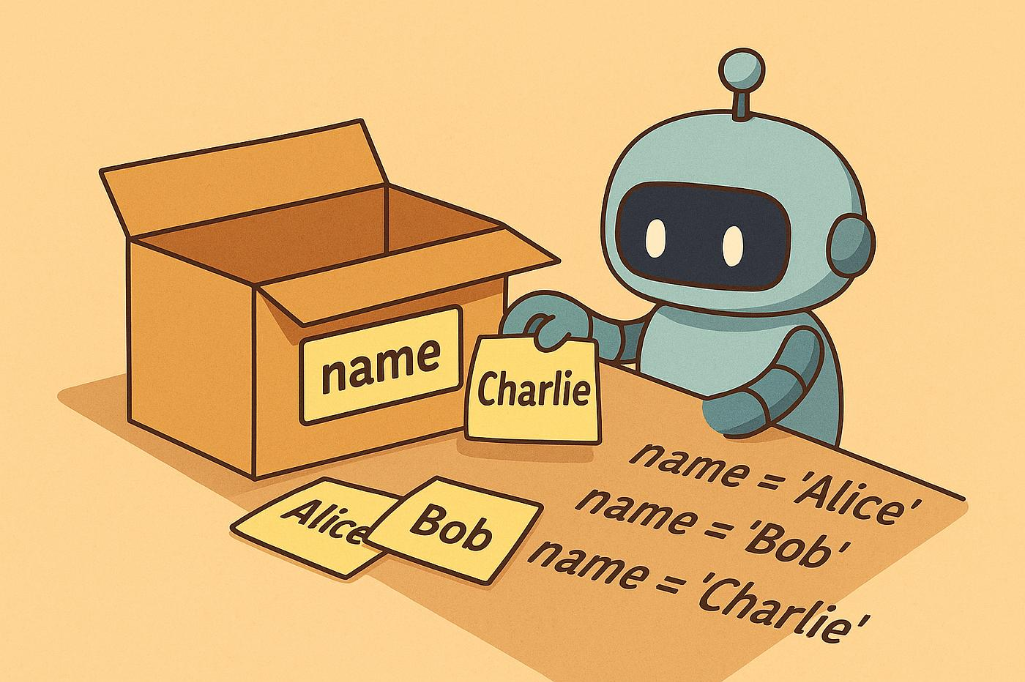 name
Charlie
Alice
Bob
name = 'Alice'
name = 'Bob'
name = 'Charlie'